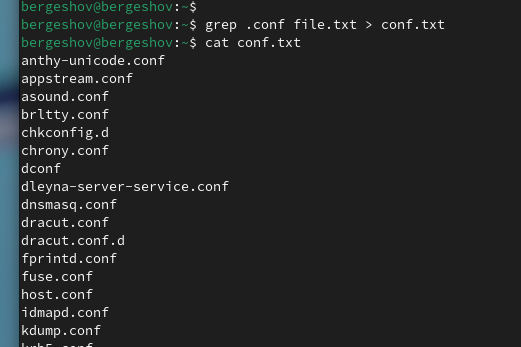 bergeshov@bergeshov:~$
bergeshov@bergeshov:~$ grep .conf file.txt > conf.txt
bergeshov@bergeshov:~$ cat conf.txt
anthy-unicode.conf
appstream.conf
asound.conf
brltty.conf
chkconfig.d
chrony.conf
dconf
dleyna-server-service.conf
dnsmasq.conf
dracut.conf
dracut.conf.d
fprintd.conf
fuse.conf
host.conf
idmapd.conf
kdump.conf